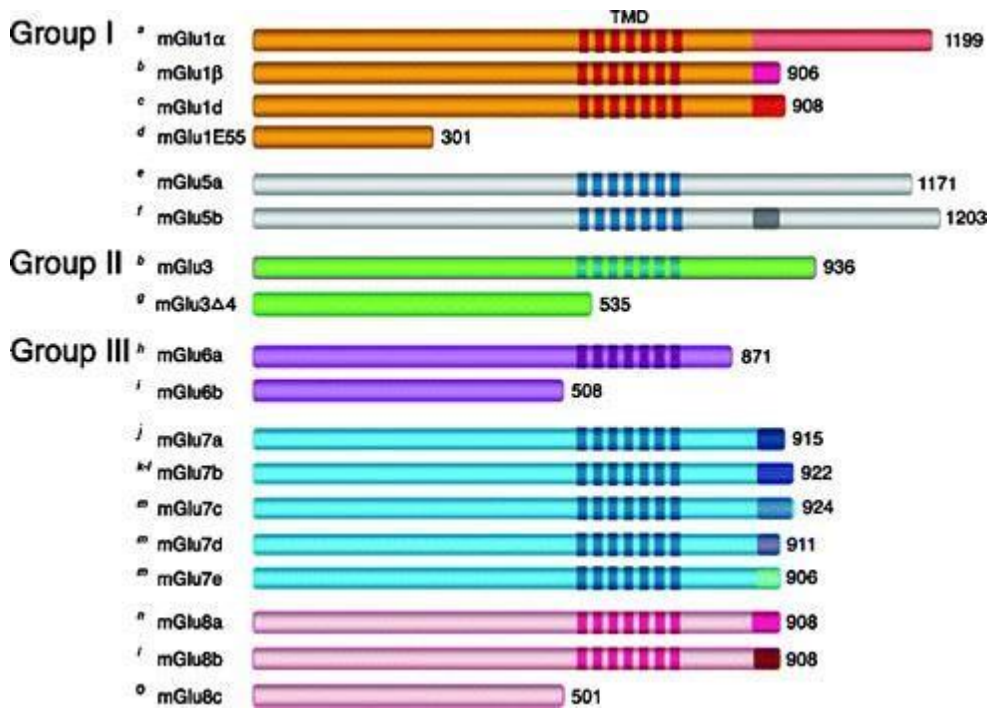 TMD
Group I a mGlu1α 1199
b mGlu1β 906
c mGlu1d 908
d mGlu1E55 301
e mGlu5a 1171
f mGlu5b 1203
Group II b mGlu3 936
g mGlu3Δ4 535
Group III h mGlu6a 871
i mGlu6b 508
j mGlu7a 915
k-l mGlu7b 922
m mGlu7c 924
m mGlu7d 911
m mGlu7e 906
n mGlu8a 908
i mGlu8b 908
o mGlu8c 501